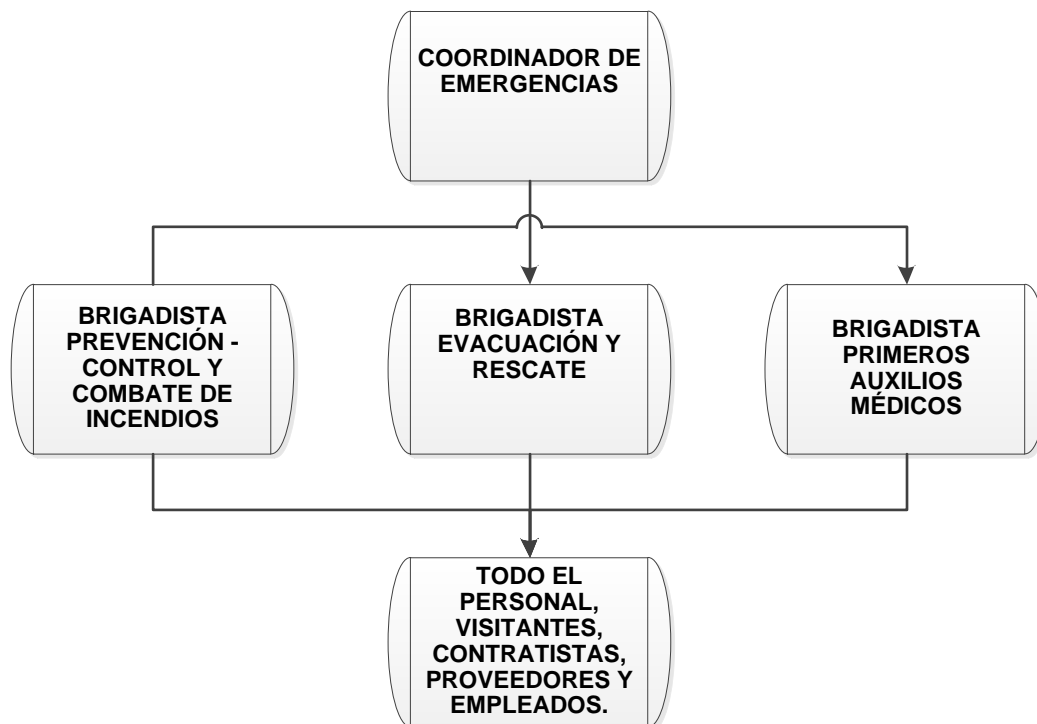 COORDINADOR DE
EMERGENCIAS
BRIGADISTA
PREVENCIÓN -
CONTROL Y
COMBATE DE
INCENDIOS
BRIGADISTA
EVACUACIÓN Y
RESCATE
BRIGADISTA
PRIMEROS
AUXILIOS
MÉDICOS
TODO EL
PERSONAL,
VISITANTES,
CONTRATISTAS,
PROVEEDORES Y
EMPLEADOS.